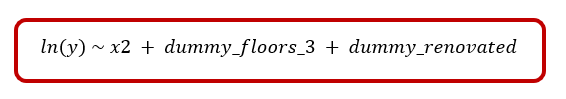 ln(y) ~ x2 + dummy_floors_3 + dummy_renovated